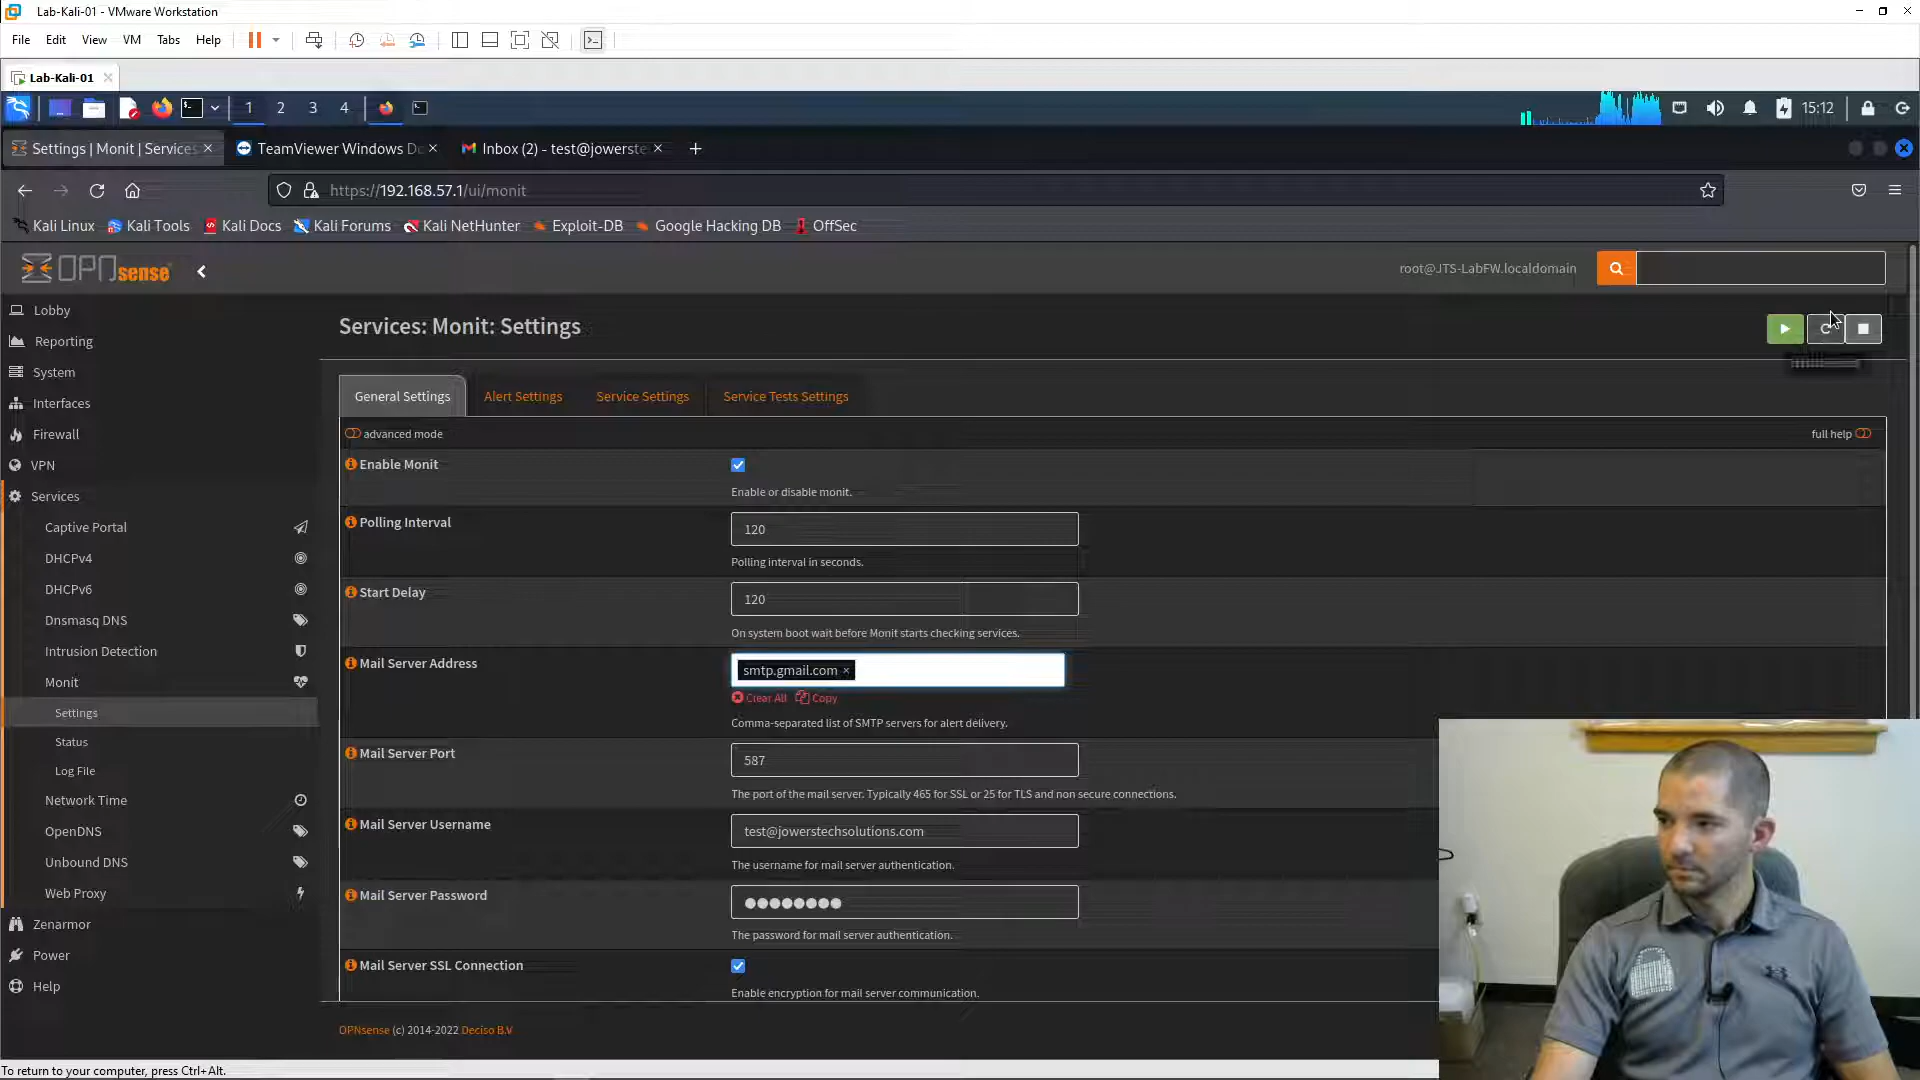 Lab-Kali-01 - VMware Workstation
File Edit View VM Tabs Help
Lab-Kali-01 ×
1 2 3 4 15:12
Settings | Monit | Services × TeamViewer Windows Do × Inbox (2) - test@jowerste × +
https://192.168.57.1/ui/monit
Kali Linux Kali Tools Kali Docs Kali Forums Kali NetHunter Exploit-DB Google Hacking DB OffSec
OPNsense root@JTS-LabFW.localdomain
Lobby
Reporting
System
Interfaces
Firewall
VPN
Services
Captive Portal
DHCPv4
DHCPv6
Dnsmasq DNS
Intrusion Detection
Monit
Settings
Status
Log File
Network Time
OpenDNS
Unbound DNS
Web Proxy
Zenarmor
Power
Help
Services: Monit: Settings
General Settings Alert Settings Service Settings Service Tests Settings
advanced mode full help
Enable Monit
Enable or disable monit.
Polling Interval 120
Polling interval in seconds.
Start Delay 120
On system boot wait before Monit starts checking services.
Mail Server Address smtp.gmail.com ×
Clear All Copy
Comma-separated list of SMTP servers for alert delivery.
Mail Server Port 587
The port of the mail server. Typically 465 for SSL or 25 for TLS and non secure connections.
Mail Server Username test@jowerstechsolutions.com
The username for mail server authentication.
Mail Server Password ●●●●●●●●
The password for mail server authentication.
Mail Server SSL Connection
Enable encryption for mail server communication.
OPNsense (c) 2014-2022 Deciso B.V
To return to your computer, press Ctrl+Alt.